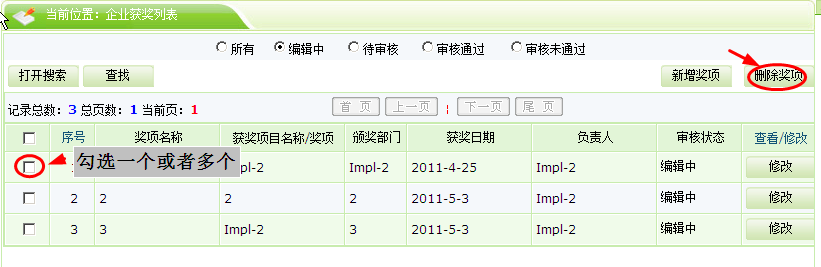 当前位置：企业获奖列表
所有 编辑中 待审核 审核通过 审核未通过
打开搜索 查找 新增奖项 删除奖项
记录总数：3 总页数：1 当前页：1 首 页 上一页 下一页 尾 页
序号 奖项名称 获奖项目名称/奖项 颁奖部门 获奖日期 负责人 审核状态 查看/修改
勾选一个或者多个 pl-2 Impl-2 2011-4-25 Impl-2 编辑中 修改
2 2 2 2 2011-5-3 Impl-2 编辑中 修改
3 3 Impl-2 3 2011-5-3 Impl-2 编辑中 修改